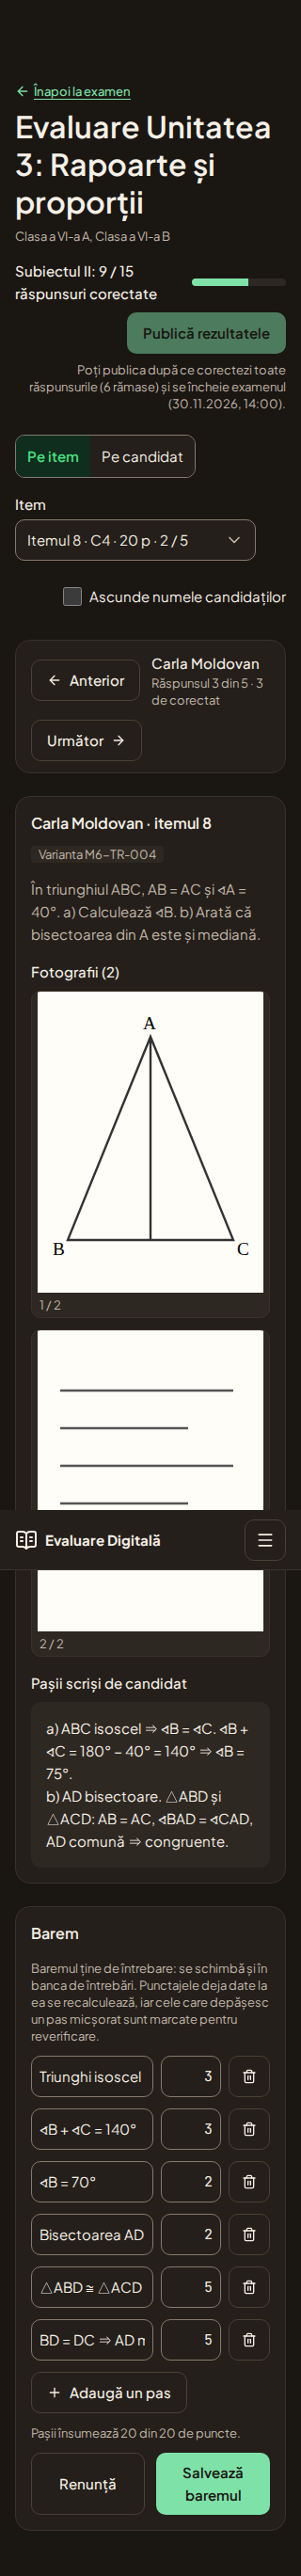 Înapoi la examen
Evaluare Unitatea
3: Rapoarte și
proporții
Clasa a VI-a A, Clasa a VI-a B
Subiectul II: 9 / 15
răspunsuri corectate
Publică rezultatele
Poți publica după ce corectezi toate
răspunsurile (6 rămase) și se încheie examenul
(30.11.2026, 14:00).
Pe item
Pe candidat
Item
Itemul 8 · C4 · 20 p · 2 / 5
Ascunde numele candidaților
Anterior
Carla Moldovan
Răspunsul 3 din 5 · 3
de corectat
Următor
Carla Moldovan · itemul 8
Varianta M6-TR-004
În triunghiul ABC, AB = AC și ∢A =
40°. a) Calculează ∢B. b) Arată că
bisectoarea din A este și mediană.
Fotografii (2)
A
B
C
1 / 2
Evaluare Digitală
2 / 2
Pașii scriși de candidat
a) ABC isoscel ⇒ ∢B = ∢C. ∢B +
∢C = 180° − 40° = 140° ⇒ ∢B =
75°.
b) AD bisectoare. △ABD și
△ACD: AB = AC, ∢BAD = ∢CAD,
AD comună ⇒ congruente.
Barem
Baremul ține de întrebare: se schimbă și în
banca de întrebări. Punctajele deja date la
ea se recalculează, iar cele care depășesc
un pas micșorat sunt marcate pentru
reverificare.
Triunghi isoscel
3
∢B + ∢C = 140°
3
∢B = 70°
2
Bisectoarea AD
2
△ABD ≅ △ACD
5
BD = DC ⇒ AD
5
Adaugă un pas
Pașii însumează 20 din 20 de puncte.
Renunță
Salvează
baremul